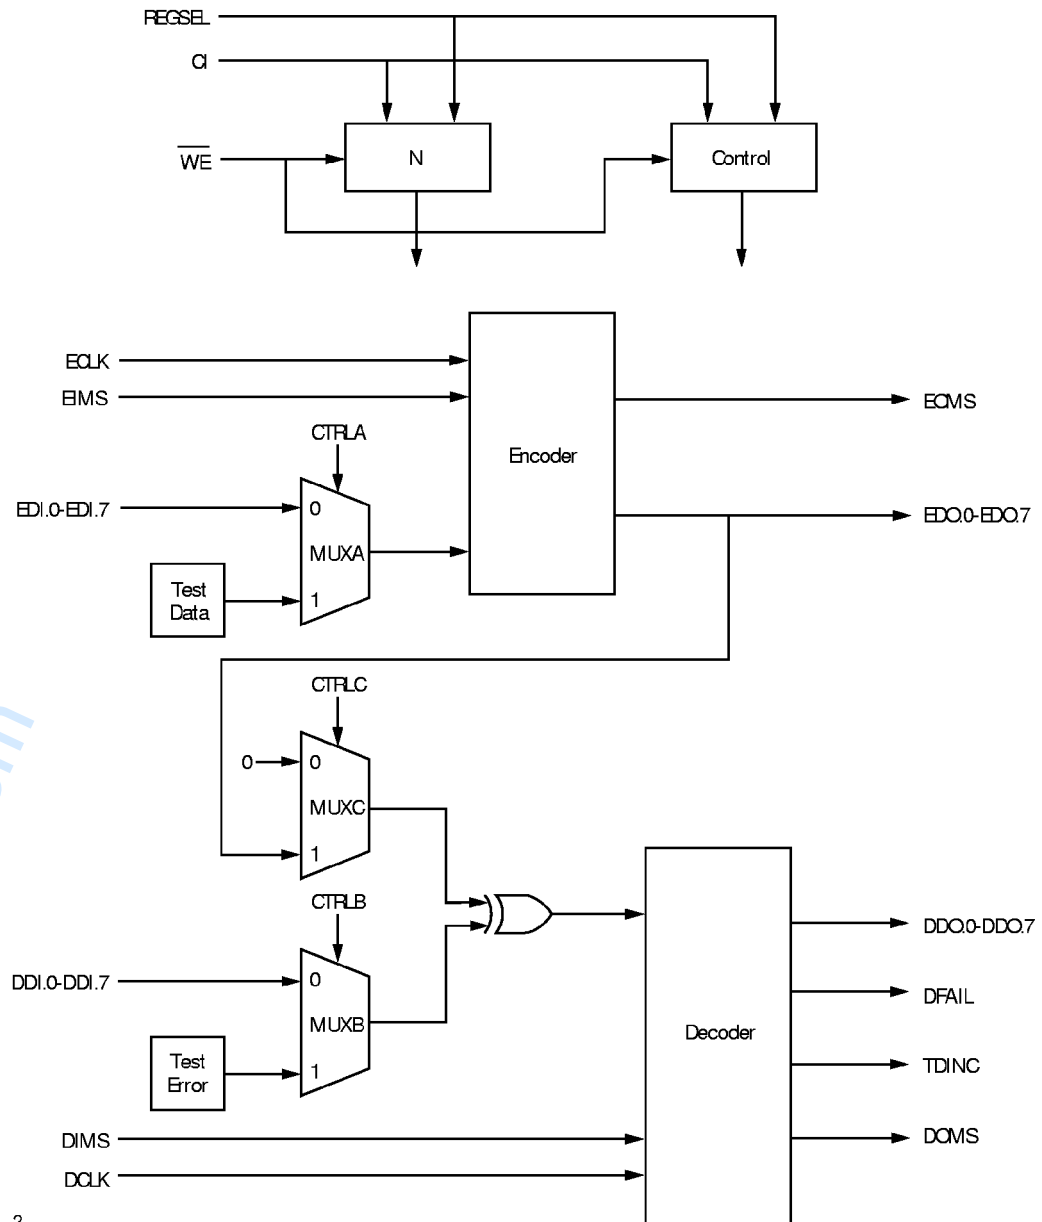 REGSEL
CI
WE
N
Control
ECLK
EIMS
ECMS
CTRLA
Encoder
EDI.0-EDI.7
0
MUXA
EDO.0-EDO.7
Test
Data
1
CTRLC
0
0
MUXC
1
CTRLB
DDI.0-DDI.7
0
MUXB
Test
Error
1
Decoder
DDO.0-DDO.7
DFAIL
TDINC
DIMS
DOMS
DCLK
2